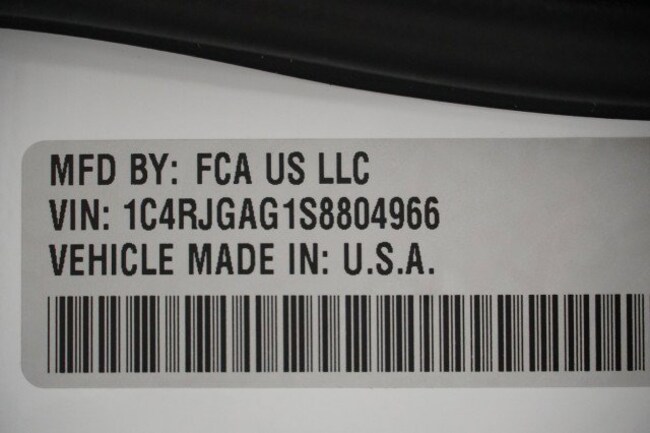 MFD BY: FCA US LLC
VIN: 1C4RJGAG1S8804966
VEHICLE MADE IN: U.S.A.